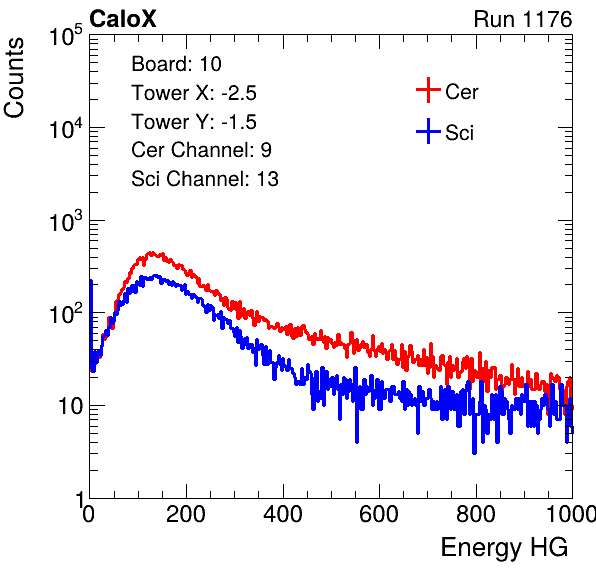 CaloX Run 1176
Counts
Board: 10
Tower X: -2.5
Tower Y: -1.5
Cer Channel: 9
Sci Channel: 13
Cer
Sci
10^5
10^4
10^3
10^2
10
1
0 200 400 600 800 1000
Energy HG